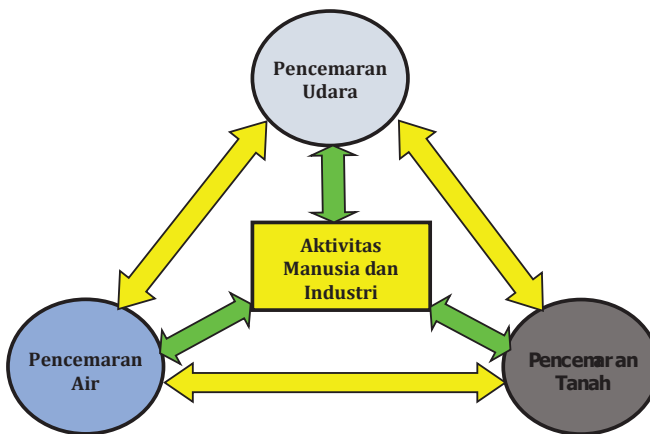 Pencemaran
Udara
Aktivitas
Manusia dan
Industri
Pencemaran
Air
Pencemaran
Tanah